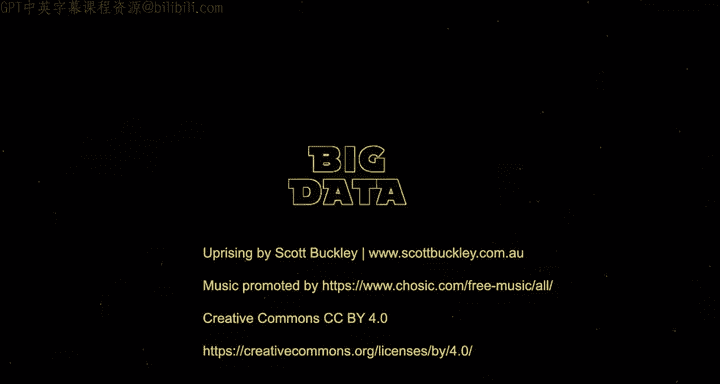 GPT中英字幕课程资源@bilibili.com
BIG
DATA
Uprising by Scott Buckley | www.scottbuckley.com.au
Music promoted by https://www.chosic.com/free-music/all/
Creative Commons CC BY 4.0
https://creativecommons.org/licenses/by/4.0/